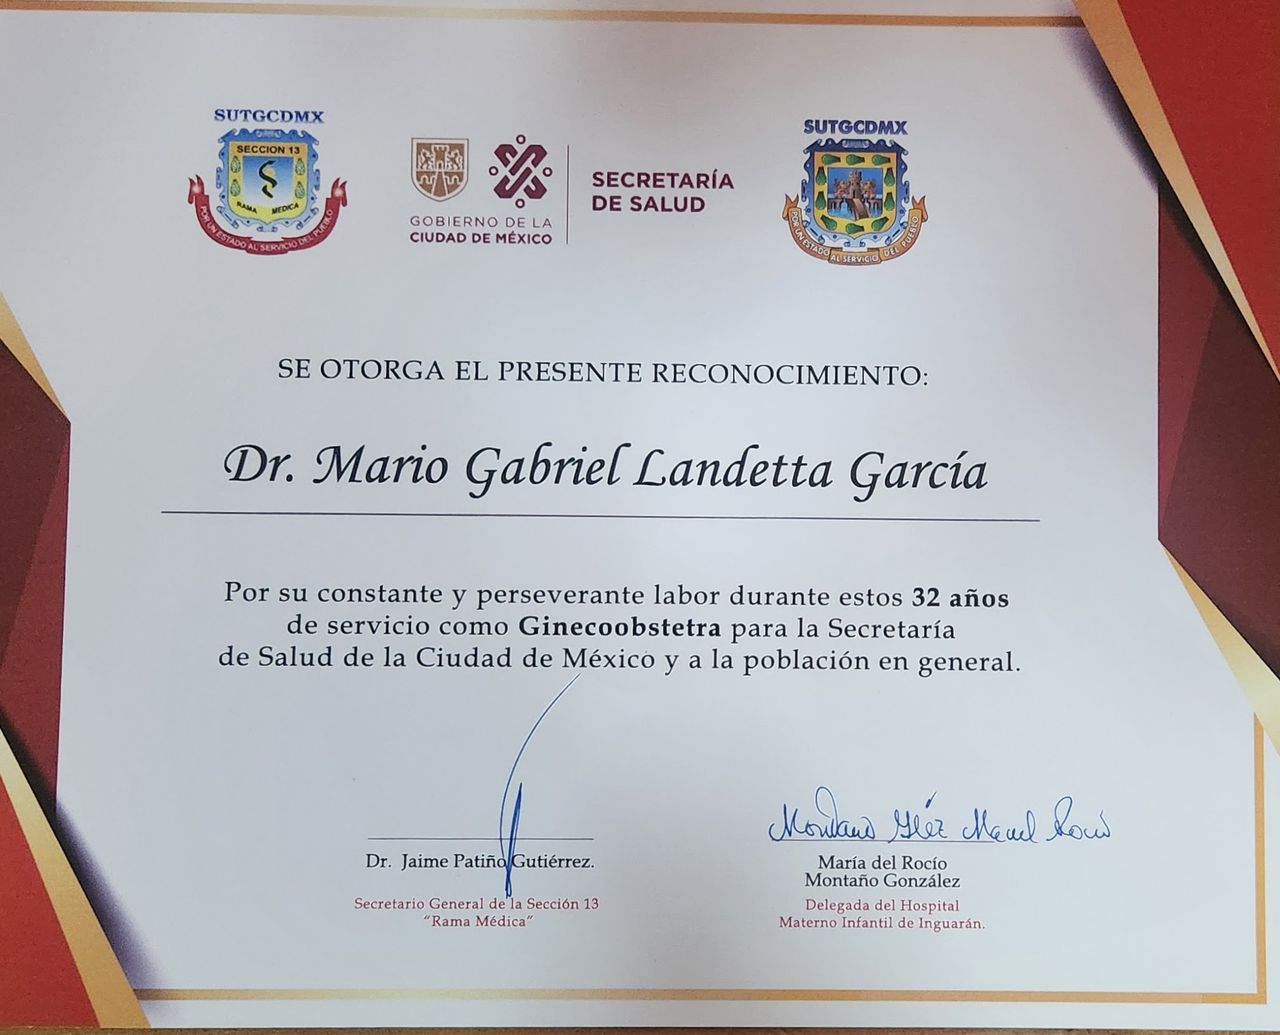 SUTGCDMX
SECCION 13
RAMA MEDICA
POR UN ESTADO AL SERVICIO DEL PUEBLO
GOBIERNO DE LA
CIUDAD DE MÉXICO
SECRETARÍA
DE SALUD
SUTGCDMX
POR UN ESTADO AL SERVICIO DEL PUEBLO
SE OTORGA EL PRESENTE RECONOCIMIENTO:
Dr. Mario Gabriel Landetta García
Por su constante y perseverante labor durante estos 32 años
de servicio como Ginecoobstetra para la Secretaría
de Salud de la Ciudad de México y a la población en general.
Dr. Jaime Patiño Gutiérrez.
Secretario General de la Sección 13
“Rama Médica”
Montaño Glez Rocío
María del Rocío
Montaño González
Delegada del Hospital
Materno Infantil de Inguarán.